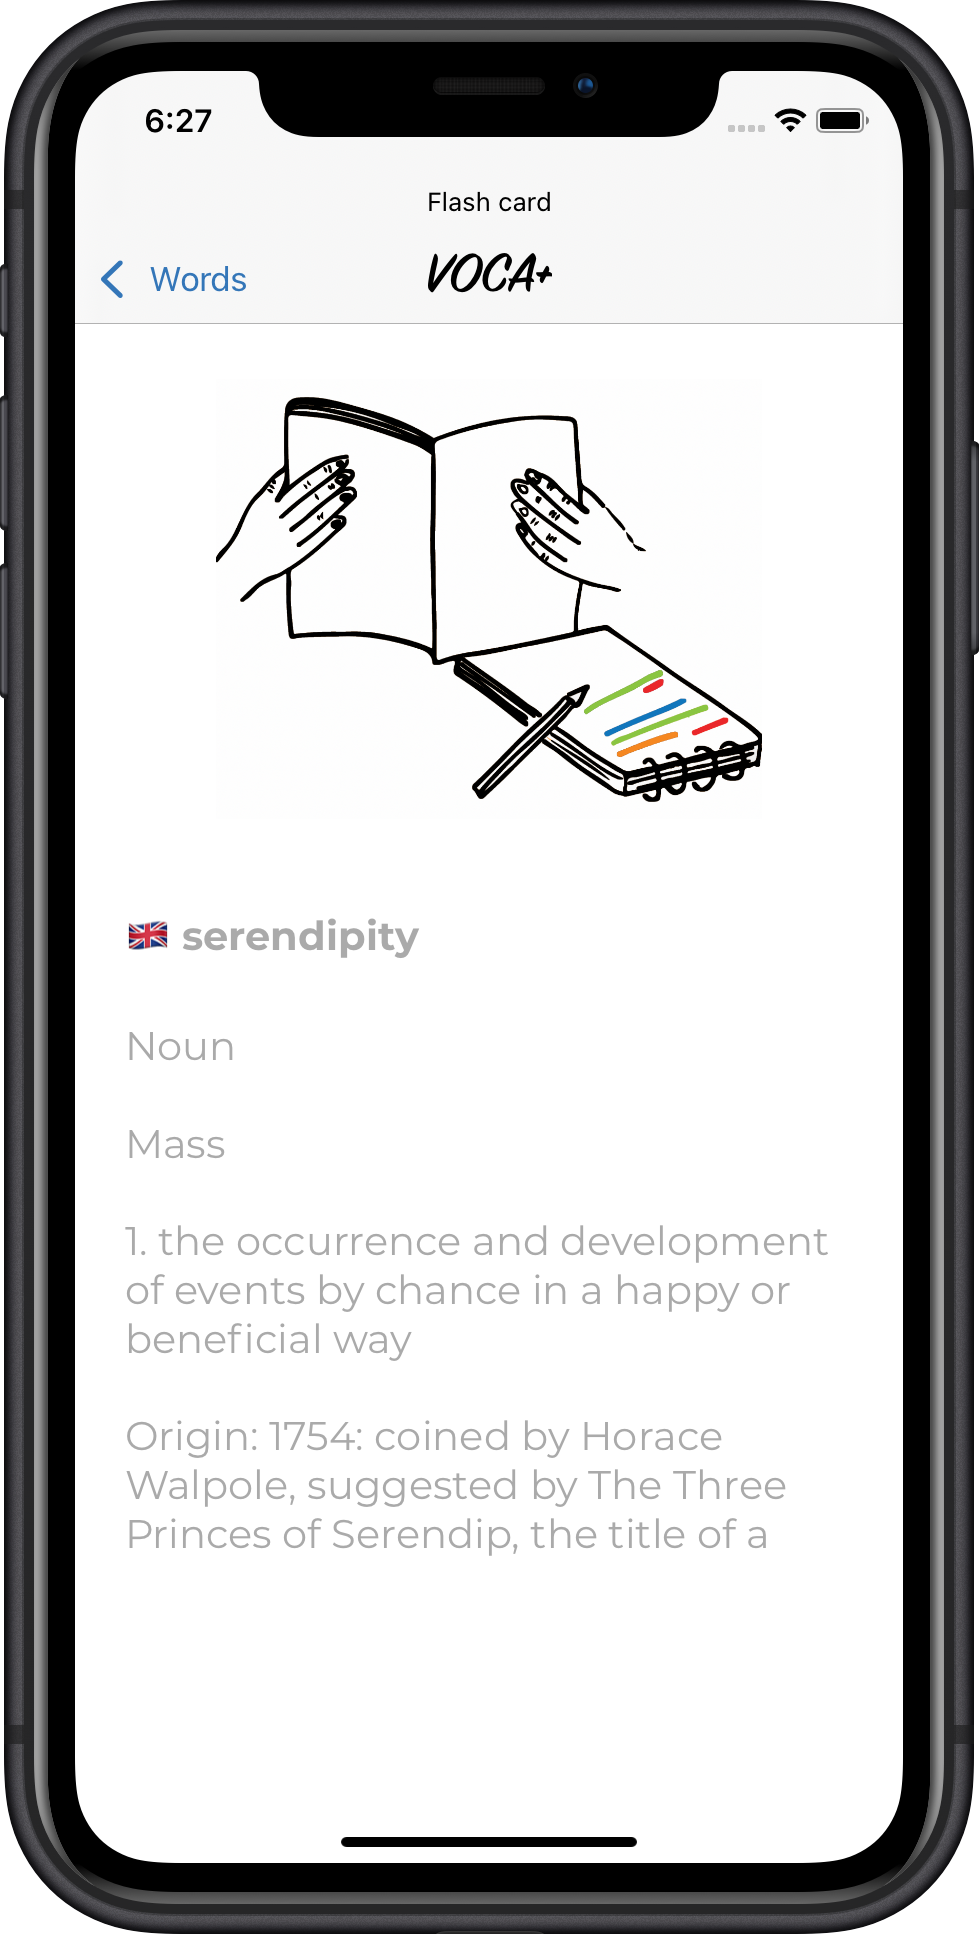 6:27
Flash card
Words
VOCA+
🇬🇧 serendipity
Noun
Mass
1. the occurrence and development
of events by chance in a happy or
beneficial way
Origin: 1754: coined by Horace
Walpole, suggested by The Three
Princes of Serendip, the title of a